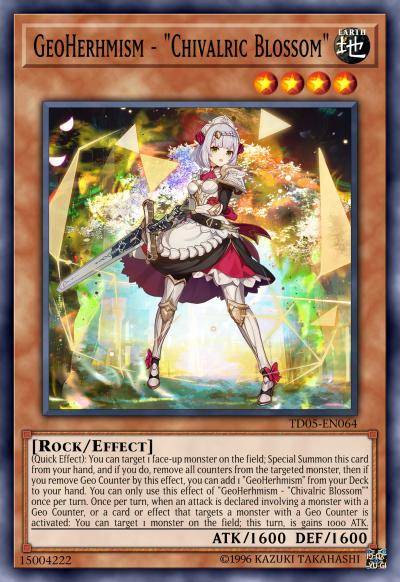 GeoHerhmism - "Chivalric Blossom"
EARTH
地
TD05-EN064
[Rock/Effect]
(Quick Effect): You can target 1 face-up monster on the field; Special Summon this card
from your hand, and if you do, remove all counters from the targeted monster, then if
you remove Geo Counter by this effect, you can add 1 "GeoHerhmism" from your Deck
to your hand. You can only use this effect of "GeoHerhmism - "Chivalric Blossom""
once per turn. Once per turn, when an attack is declared involving a monster with a
Geo Counter, or a card or effect that targets a monster with a Geo Counter is
activated: You can target 1 monster on the field; this turn, is gains 1000 ATK.
ATK/1600 DEF/1600
15004222
©1996 KAZUKI TAKAHASHI